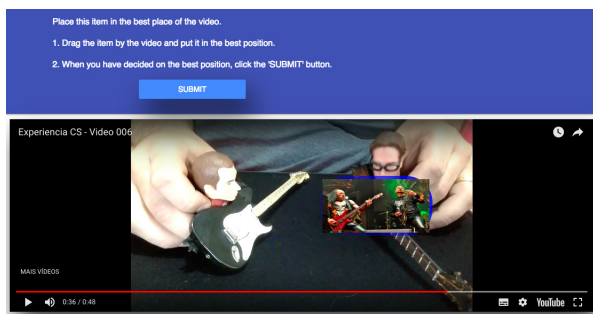 Place this item in the best place of the video.
1. Drag the item by the video and put it in the best position.
2. When you have decided on the best position, click the 'SUBMIT' button.
SUBMIT
Experiencia CS - Video 006
MAIS VÍDEOS
0:36 / 0:48
YouTube